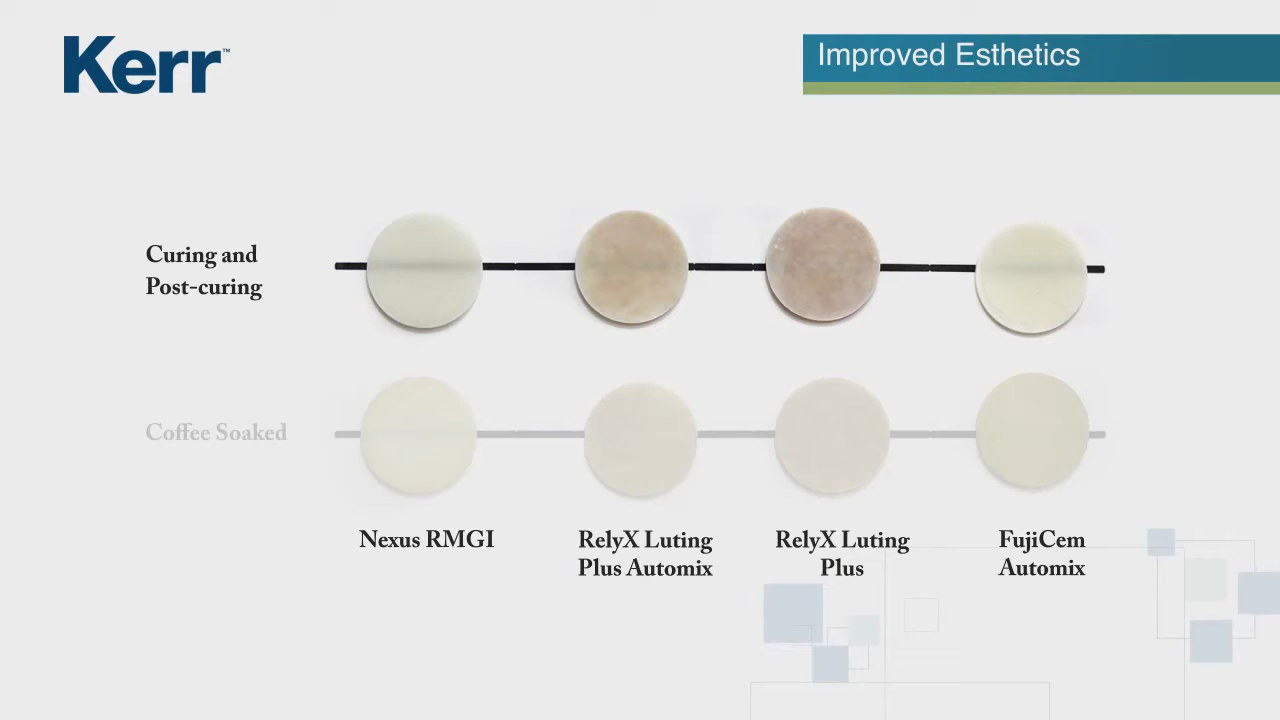 Kerr™
Improved Esthetics
Curing and
Post-curing
Coffee Soaked
Nexus RMGI
RelyX Luting
Plus Automix
RelyX Luting
Plus
FujiCem
Automix